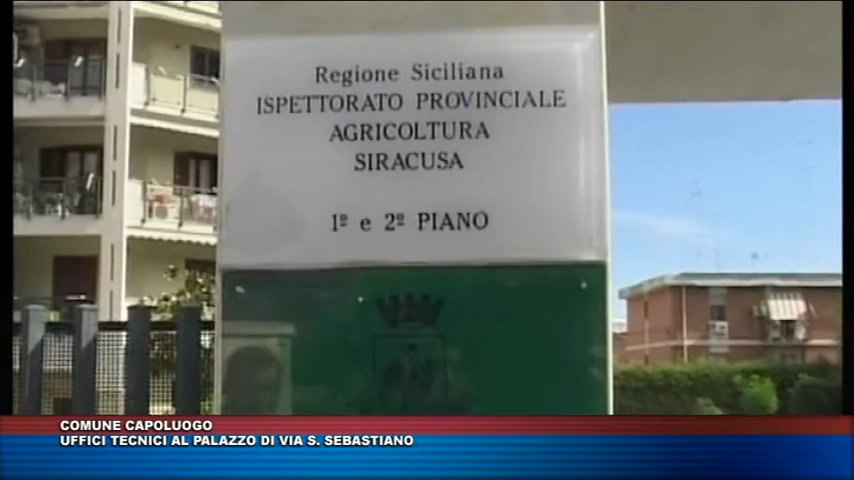 Regione Siciliana
ISPETTORATO PROVINCIALE
AGRICOLTURA
SIRACUSA
1º e 2º PIANO
COMUNE CAPOLUOGO
UFFICI TECNICI AL PALAZZO DI VIA S. SEBASTIANO